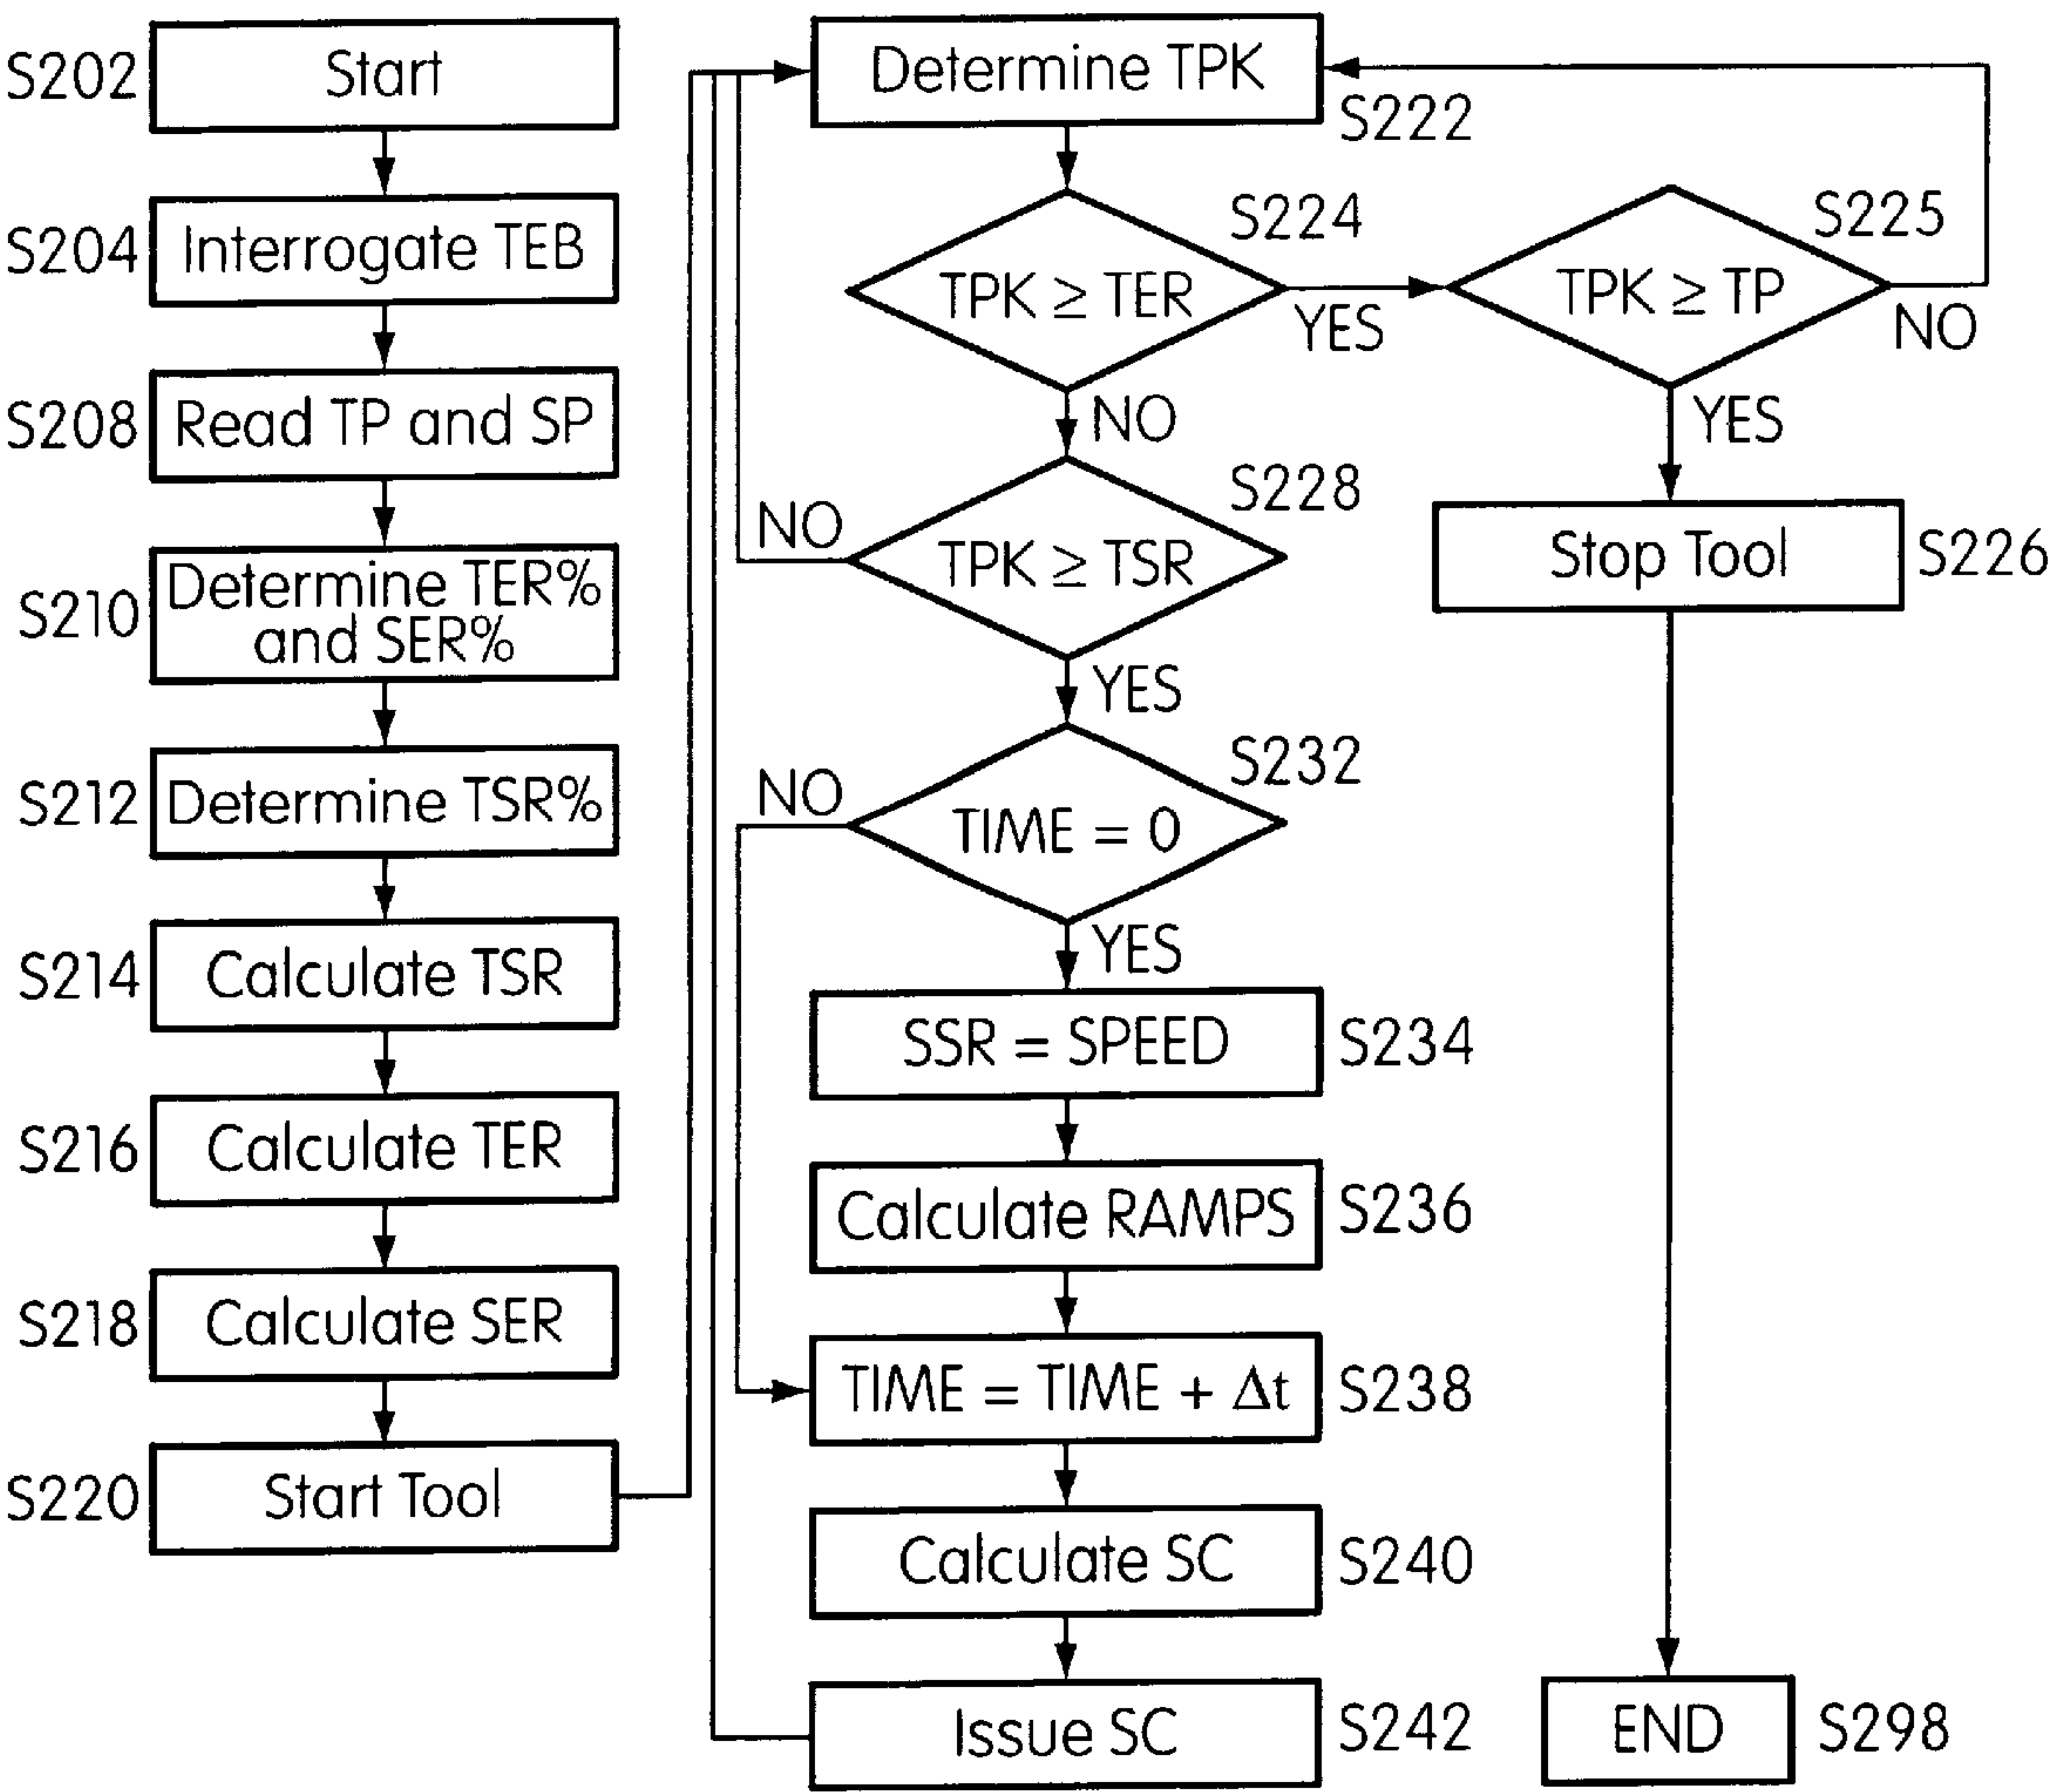 S202
Start
S204
Interrogate TEB
S208
Read TP and SP
S210
Determine TER%
and SER%
S212
Determine TSR%
S214
Calculate TSR
S216
Calculate TER
S218
Calculate SER
S220
Start Tool
Determine TPK
S222
S224
TPK ≥ TER
YES
NO
S225
TPK ≥ TP
NO
YES
Stop Tool
S226
S228
TPK ≥ TSR
NO
YES
S232
TIME = 0
NO
YES
SSR = SPEED
S234
Calculate RAMPS
S236
TIME = TIME + Δt
S238
Calculate SC
S240
Issue SC
S242
END
S298